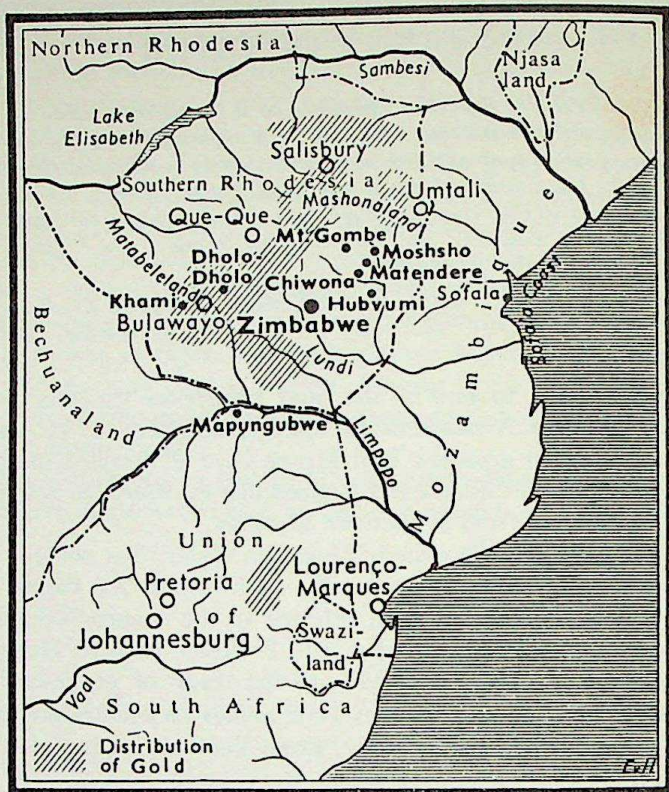 Northern Rhodesia
Njasa
land
Sambesi
Lake
Elisabeth
Salisbury
Southern Rhodesia
Mashonaland
Umtali
Que-Que
Mt. Gombe
Moshsho
Matabeleland
Dholo-
Dholo
Matendere
Chiwona
Khami
Hubvumi
Sofala
Sofala Coast
Bulawayo
Zimbabwe
Lundi
Bechuanaland
Mapungubwe
Limpopo
Mozambique
Union
Lourenço-
Marques
Pretoria
of
Johannesburg
Swazi-
land
Vaal
South Africa
Distribution
of Gold